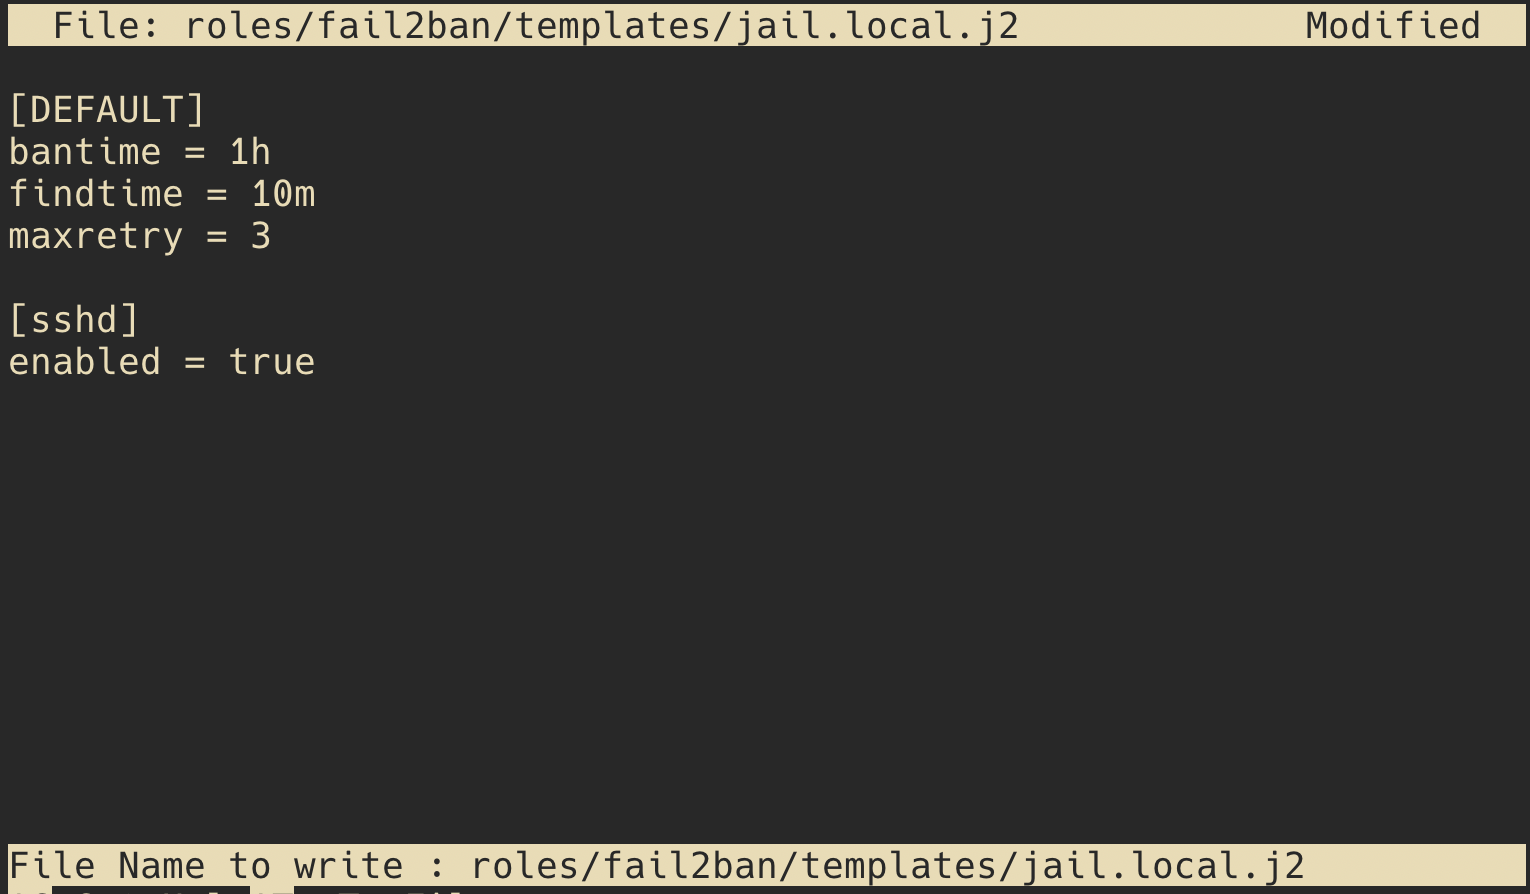 File: roles/fail2ban/templates/jail.local.j2 Modified
[DEFAULT]
bantime = 1h
findtime = 10m
maxretry = 3
[sshd]
enabled = true
File Name to write : roles/fail2ban/templates/jail.local.j2